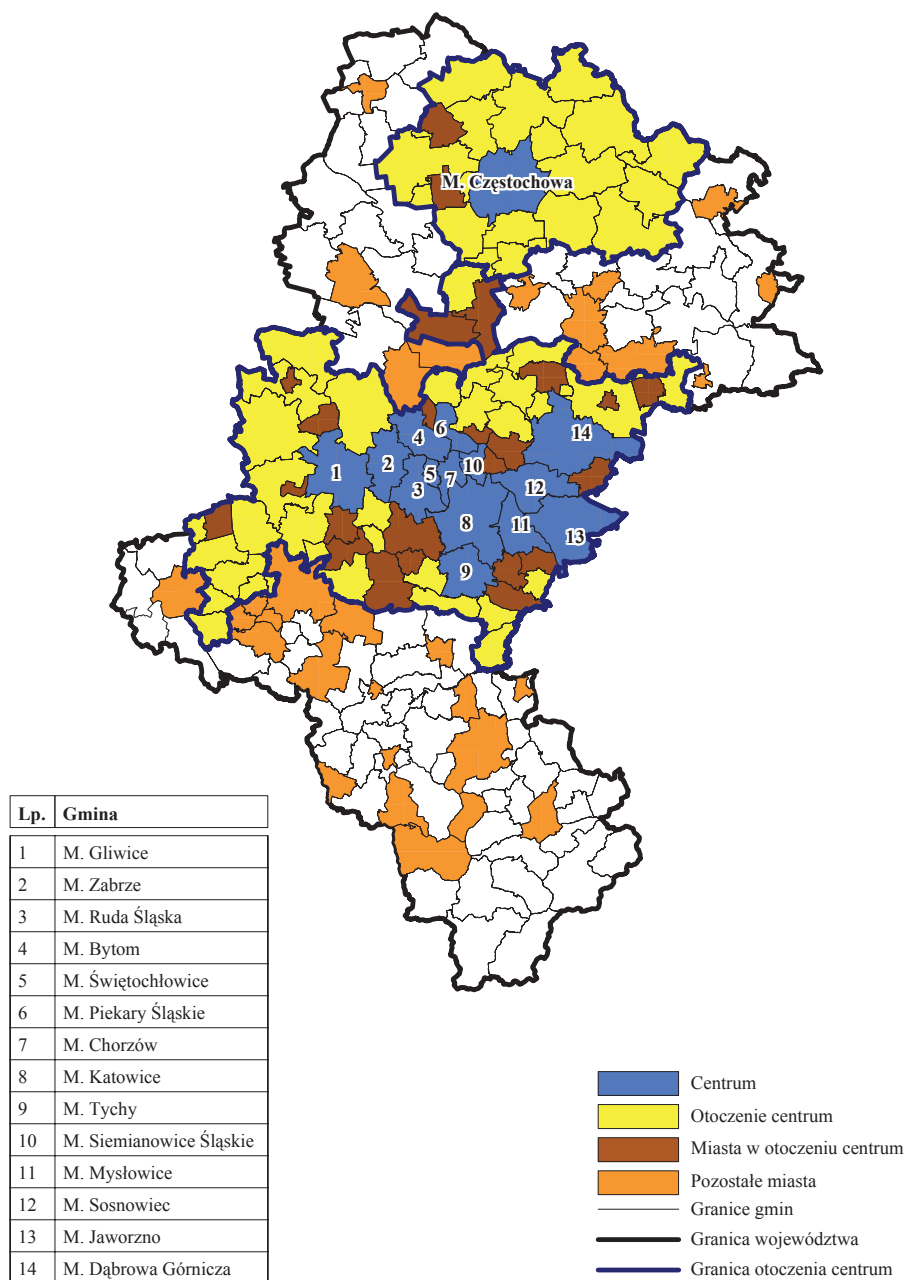 M. Częstochowa
14
6
4
10
1
2
5
7
3
12
8
11
13
9
Lp. Gmina
1 M. Gliwice
2 M. Zabrze
3 M. Ruda Śląska
4 M. Bytom
5 M. Świętochłowice
6 M. Piekary Śląskie
7 M. Chorzów
8 M. Katowice
9 M. Tychy
10 M. Siemianowice Śląskie
11 M. Mysłowice
12 M. Sosnowiec
13 M. Jaworzno
14 M. Dąbrowa Górnicza
Centrum
Otoczenie centrum
Miasta w otoczeniu centrum
Pozostałe miasta
Granice gmin
Granica województwa
Granica otoczenia centrum